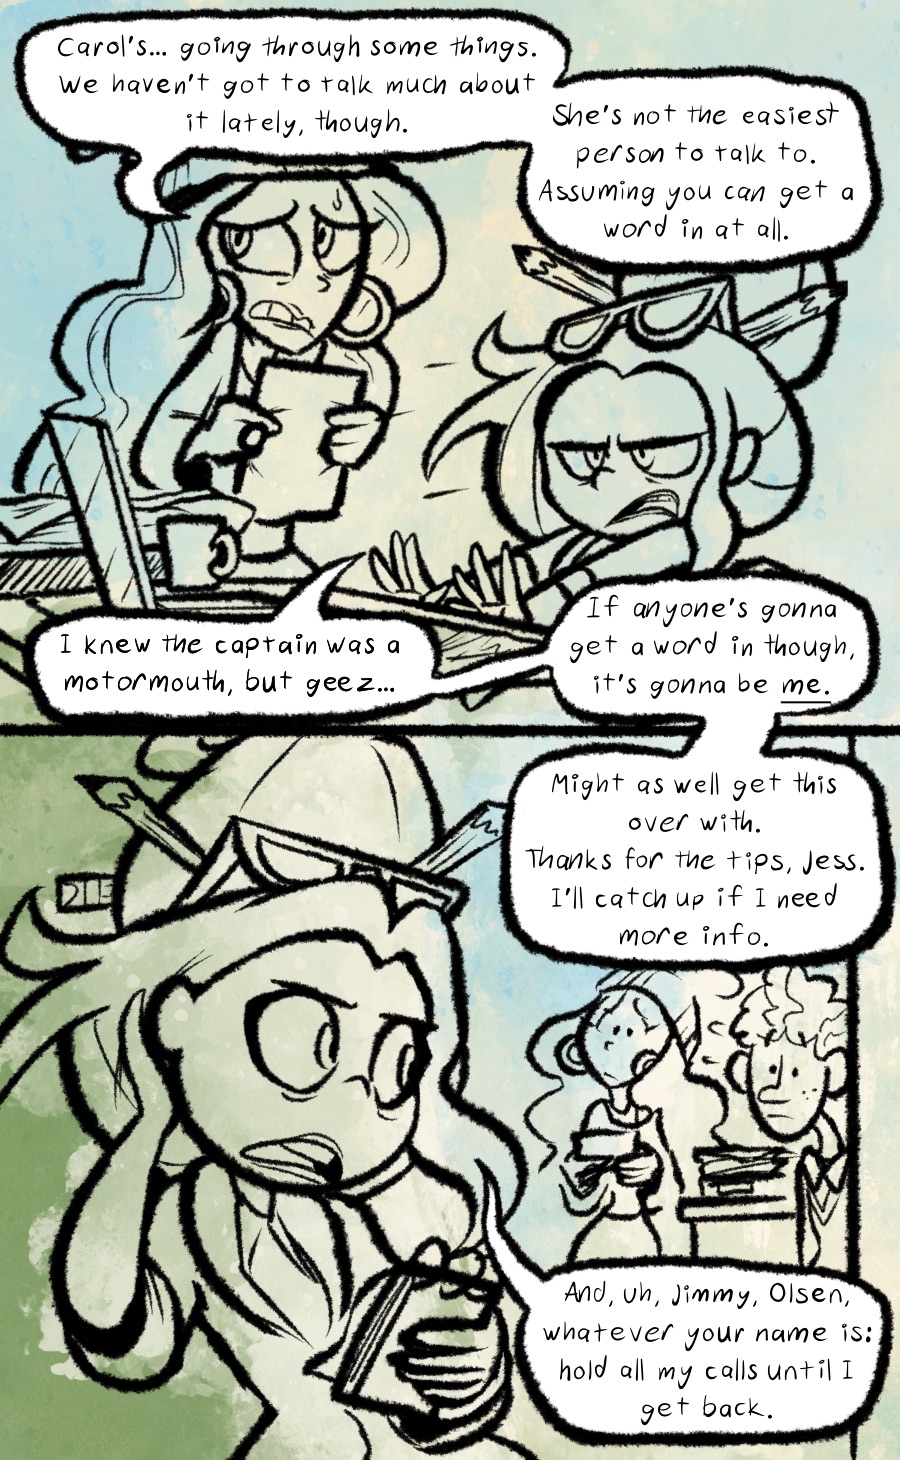 Carol's... going through some things.
We haven't got to talk much about
it lately, though.
She's not the easiest
person to talk to.
Assuming you can get a
word in at all.
I knew the captain was a
motormouth, but geez...
If anyone's gonna
get a word in though,
it's gonna be me.
Might as well get this
over with.
Thanks for the tips, Jess.
I'll catch up if I need
more info.
And, uh, Jimmy, Olsen,
whatever your name is:
hold all my calls until I
get back.